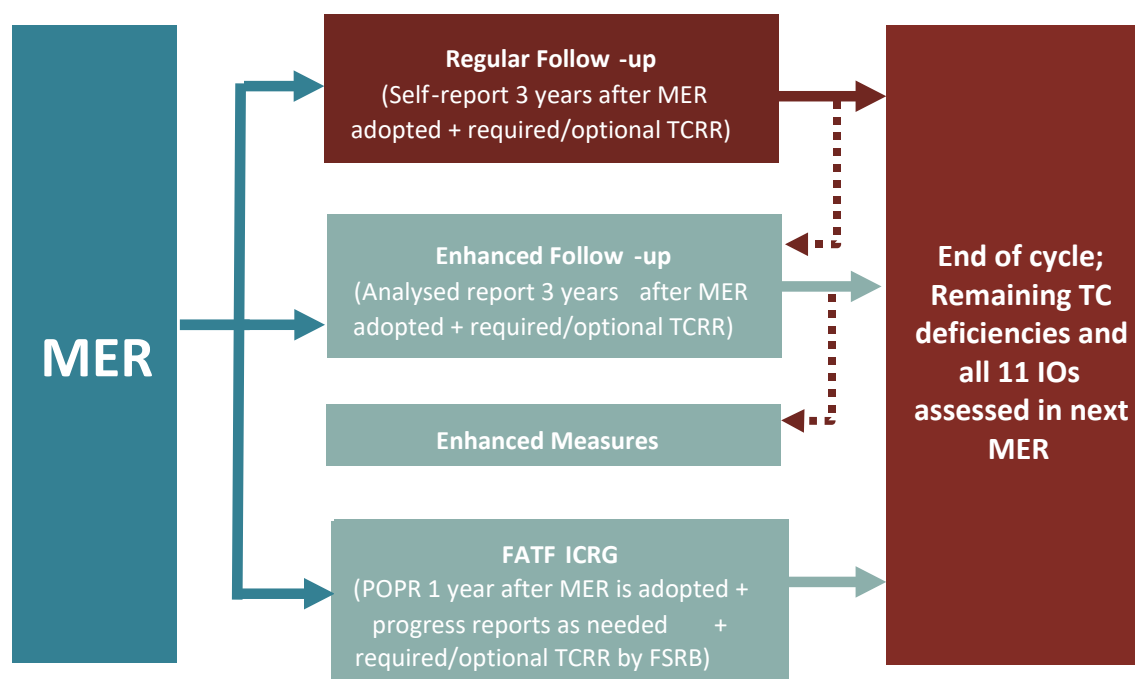 MER
Regular Follow -up
(Self-report 3 years after MER
adopted + required/optional TCRR)
Enhanced Follow -up
(Analysed report 3 years after MER
adopted + required/optional TCRR)
Enhanced Measures
FATF ICRG
(POPR 1 year after MER is adopted +
progress reports as needed +
required/optional TCRR by FSRB)
End of cycle;
Remaining TC
deficiencies and
all 11 IOs
assessed in next
MER